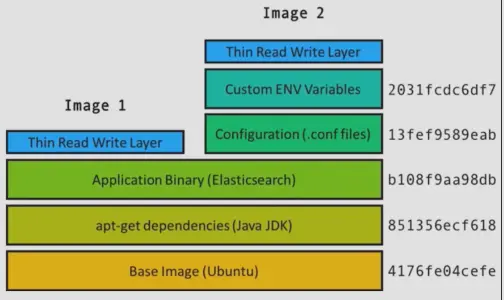 Image 2
Thin Read Write Layer
Custom ENV Variables 2031fcdc6df7
Image 1
Configuration (.conf files) 13fef9589eab
Thin Read Write Layer
Application Binary (Elasticsearch) b108f9aa98db
apt-get dependencies (Java JDK) 851356ecf618
Base Image (Ubuntu) 4176fe04cefe